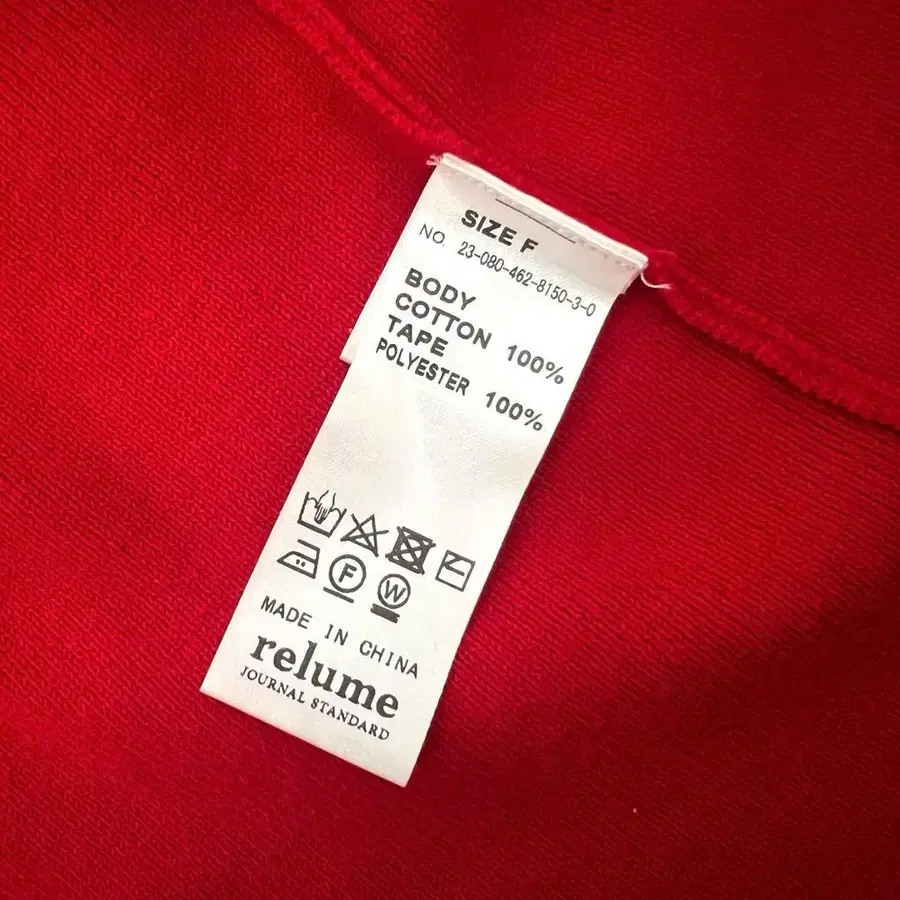 SIZE F
NO. 23-080-462-8150-3-0
BODY
COTTON 100%
TAPE
POLYESTER 100%
F W
MADE IN CHINA
relume
JOURNAL STANDARD